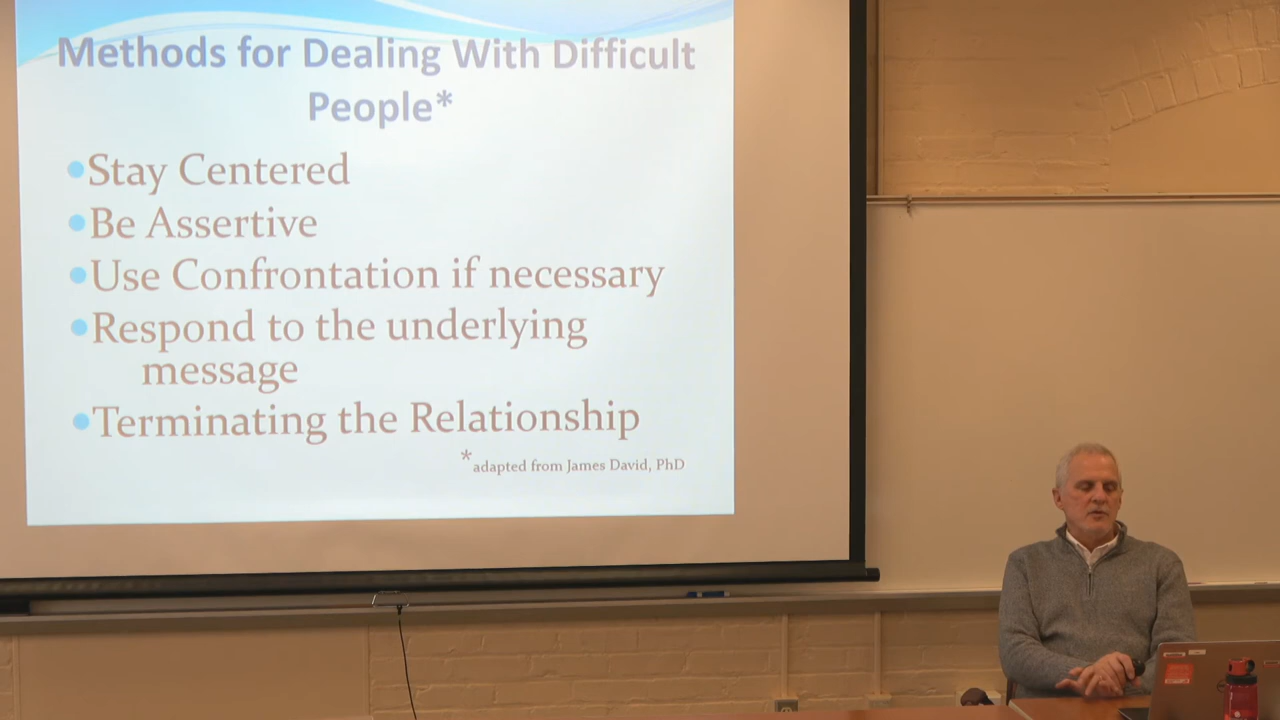 Methods for Dealing With Difficult
People*
•Stay Centered
•Be Assertive
•Use Confrontation if necessary
•Respond to the underlying
message
•Terminating the Relationship
*adapted from James David, PhD